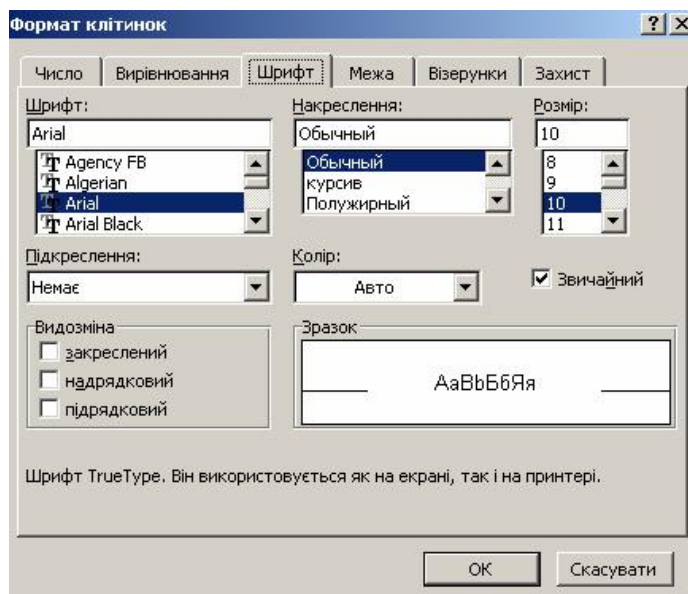 Формат клітинок
Число Вирівнювання Шрифт Межа Візерунки Захист
Шрифт: Накреслення: Розмір:
Arial Обычный 10
Agency FB Обычный 8
Algerian курсив 9
Arial Полужирный 10
Arial Black 11
Підкреслення: Колір:
Немає Авто Звичайний
Видозміна Зразок
закреслений
надрядковий АаВbБбЯя
підрядковий
Шрифт TrueType. Він використовується як на екрані, так і на принтері.
ОК Скасувати